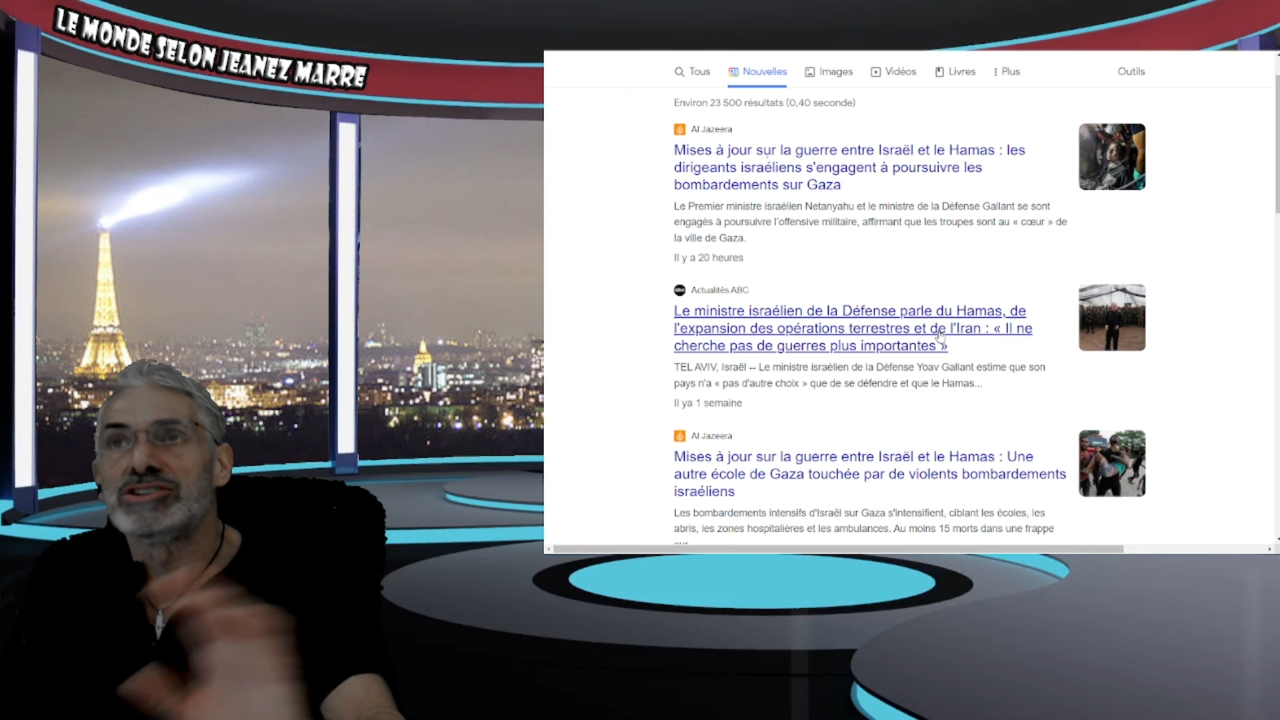 LE MONDE SELON JEANEZ MARRE
Tous Nouvelles Images Vidéos Livres Plus Outils
Environ 23 500 résultats (0,40 seconde)
Al Jazeera
Mises à jour sur la guerre entre Israël et le Hamas : les
dirigeants israéliens s'engagent à poursuivre les
bombardements sur Gaza
Le Premier ministre israélien Netanyahu et le ministre de la Défense Gallant se sont
engagés à poursuivre l'offensive militaire, affirmant que les troupes sont au « cœur » de
la ville de Gaza.
Il y a 20 heures
abc Actualités ABC
Le ministre israélien de la Défense parle du Hamas, de
l'expansion des opérations terrestres et de l'Iran : « Il ne
cherche pas de guerres plus importantes »
TEL AVIV, Israël -- Le ministre israélien de la Défense Yoav Gallant estime que son
pays n'a « pas d'autre choix » que de se défendre et que le Hamas...
Il ya 1 semaine
Al Jazeera
Mises à jour sur la guerre entre Israël et le Hamas : Une
autre école de Gaza touchée par de violents bombardements
israéliens
Les bombardements intensifs d'Israël sur Gaza s'intensifient, ciblant les écoles, les
abris, les zones hospitalières et les ambulances. Au moins 15 morts dans une frappe